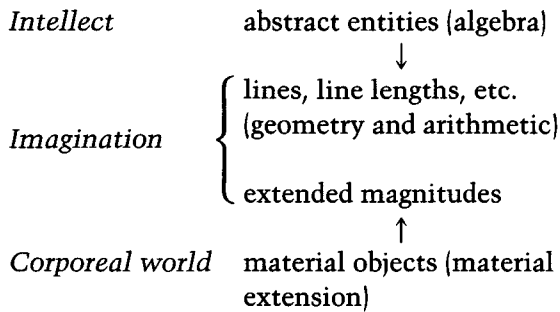 Intellect abstract entities (algebra)
↓
lines, line lengths, etc.
Imagination (geometry and arithmetic)
extended magnitudes
↑
Corporeal world material objects (material
extension)